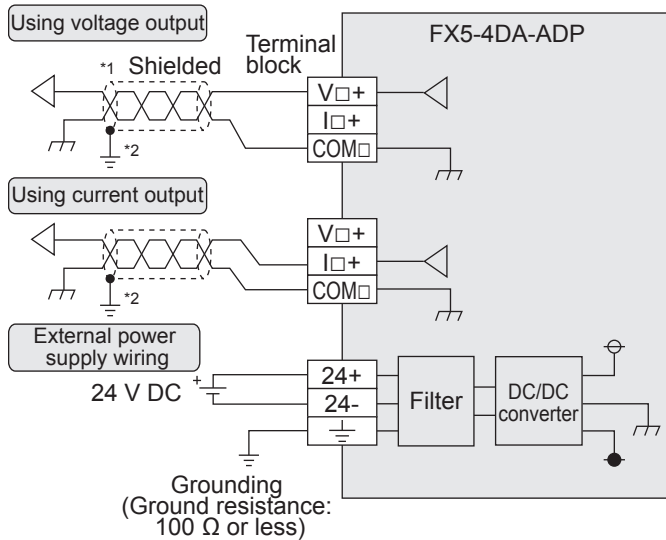 Using voltage output
FX5-4DA-ADP
*1 Shielded
Terminal
block
V□+
I□+
COM□
*2
Using current output
V□+
I□+
COM□
*2
External power
supply wiring
24 V DC
+
24+
24-
Filter
DC/DC
converter
Grounding
(Ground resistance:
100 Ω or less)